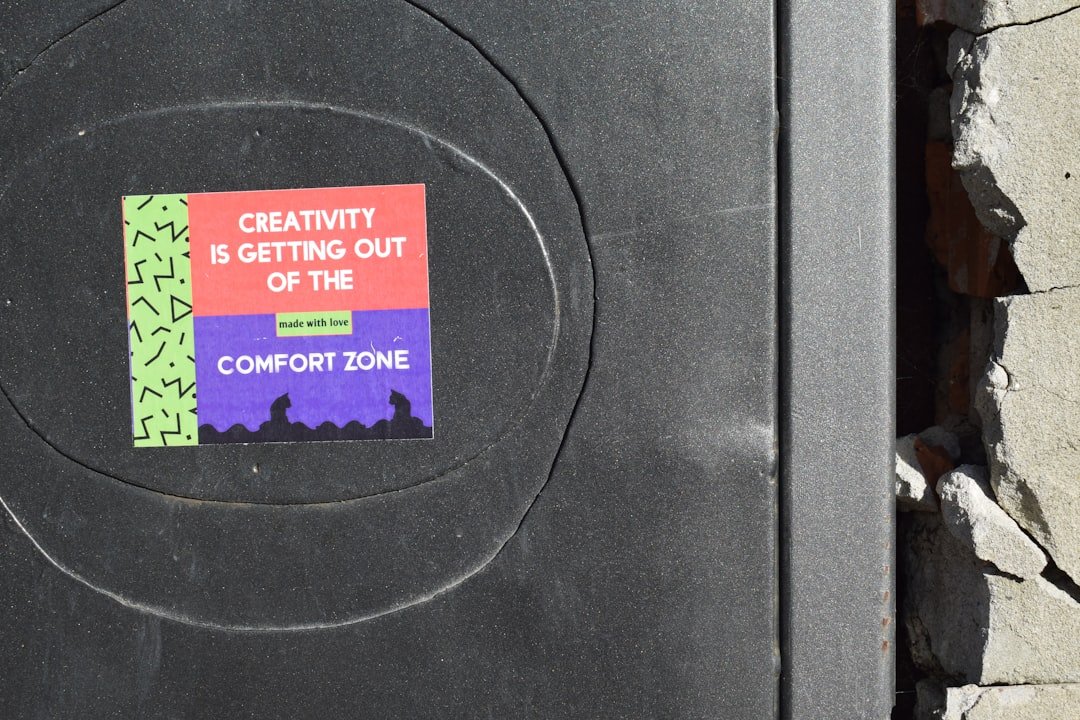 CREATIVITY
IS GETTING OUT
OF THE
made with love
COMFORT ZONE